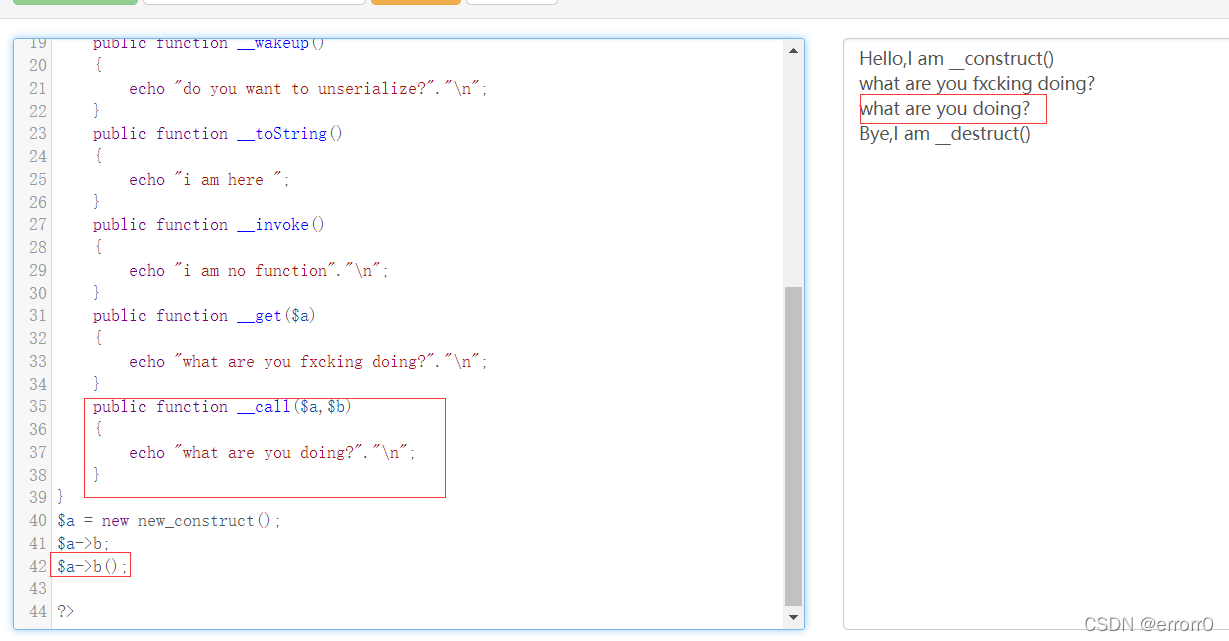 19 public function __wakeup()
20 {
21 echo "do you want to unserialize?"."\n";
22 }
23 public function __toString()
24 {
25 echo "i am here ";
26 }
27 public function __invoke()
28 {
29 echo "i am no function"."\n";
30 }
31 public function __get($a)
32 {
33 echo "what are you fxcking doing?"."\n";
34 }
35 public function __call($a,$b)
36 {
37 echo "what are you doing?"."\n";
38 }
39 }
40 $a = new new_construct();
41 $a->b;
42 $a->b();
43
44 ?>
Hello,I am __construct()
what are you fxcking doing?
what are you doing?
Bye,I am __destruct()
CSDN @errorr0